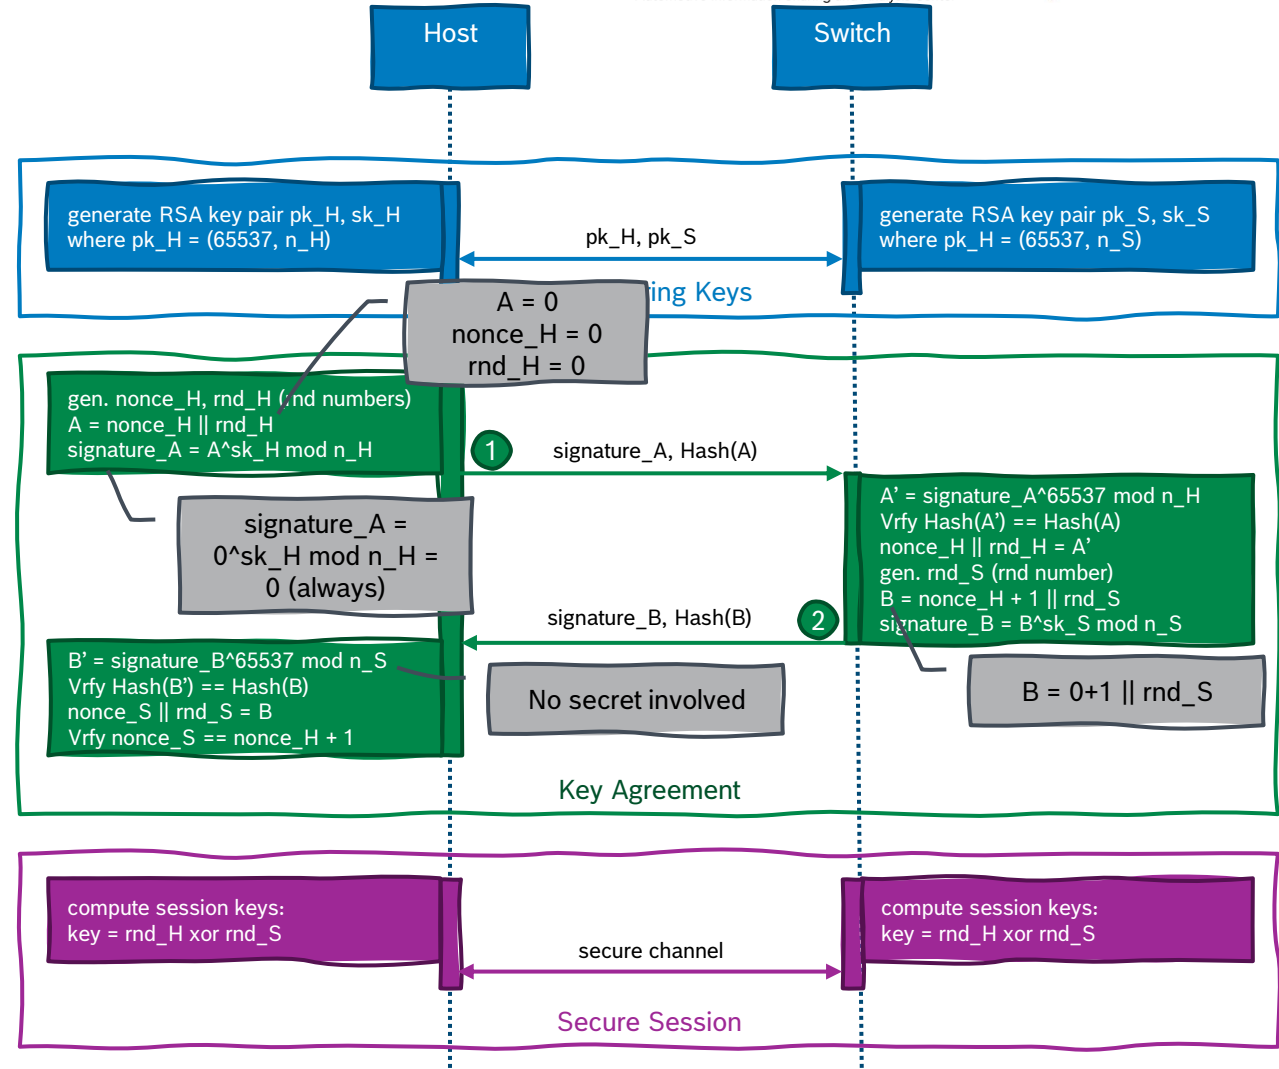 Host
Switch
generate RSA key pair pk_H, sk_H
where pk_H = (65537, n_H)
pk_H, pk_S
generate RSA key pair pk_S, sk_S
where pk_H = (65537, n_S)
ring Keys
A = 0
nonce_H = 0
rnd_H = 0
gen. nonce_H, rnd_H (rnd numbers)
A = nonce_H || rnd_H
signature_A = A^sk_H mod n_H
1
signature_A, Hash(A)
signature_A =
0^sk_H mod n_H =
0 (always)
A’ = signature_A^65537 mod n_H
Vrfy Hash(A’) == Hash(A)
nonce_H || rnd_H = A’
gen. rnd_S (rnd number)
B = nonce_H + 1 || rnd_S
signature_B = B^sk_S mod n_S
signature_B, Hash(B)
2
B’ = signature_B^65537 mod n_S
Vrfy Hash(B’) == Hash(B)
nonce_S || rnd_S = B
Vrfy nonce_S == nonce_H + 1
No secret involved
B = 0+1 || rnd_S
Key Agreement
compute session keys:
key = rnd_H xor rnd_S
secure channel
compute session keys:
key = rnd_H xor rnd_S
Secure Session